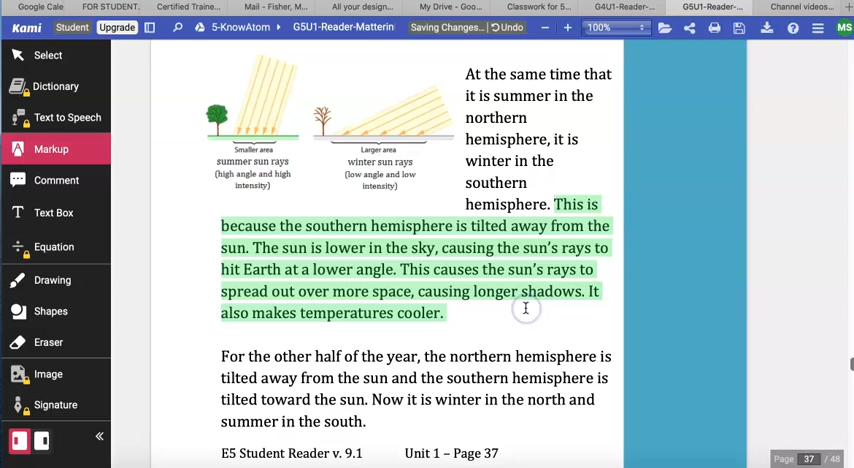 Google Cale
FOR STUDENT.
Certified Traine...
Mail - Fisher, M...
All your design...
My Drive - Goo...
Classwork for 5...
G4U1-Reader-...
G5U1-Reader-...
Channel videos...
Kami
Student
Upgrade
5-KnowAtom
G5U1-Reader-Matterin
Saving Changes...
Undo
100%
MS
Select
Dictionary
Text to Speech
Markup
Comment
Text Box
Equation
Drawing
Shapes
Eraser
Image
Signature
Smaller area
summer sun rays
(high angle and high
intensity)
Larger area
winter sun rays
(low angle and low
intensity)
At the same time that
it is summer in the
northern
hemisphere, it is
winter in the
southern
hemisphere. This is
because the southern hemisphere is tilted away from the
sun. The sun is lower in the sky, causing the sun's rays to
hit Earth at a lower angle. This causes the sun's rays to
spread out over more space, causing longer shadows. It
also makes temperatures cooler.
For the other half of the year, the northern hemisphere is
tilted away from the sun and the southern hemisphere is
tilted toward the sun. Now it is winter in the north and
summer in the south.
E5 Student Reader v. 9.1 Unit 1 – Page 37
Page 37 / 48